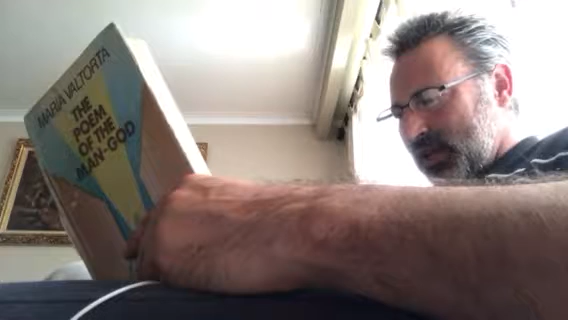 MARIA VALTORTA
THE
POEM
OF THE
MAN-GOD